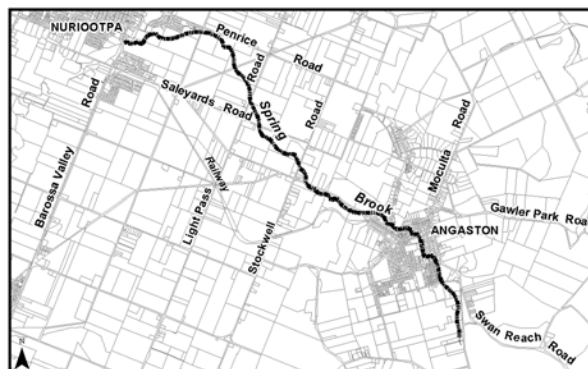 NURIOOTPA
Penrice
Road
Road
Saleyards Road
Spring
Road
Road
Barossa Valley
Road
Railway
Light Pass
Stockwell
Brook
Moculta
Gawler Park Roa
ANGASTON
Swan Reach
Road
N